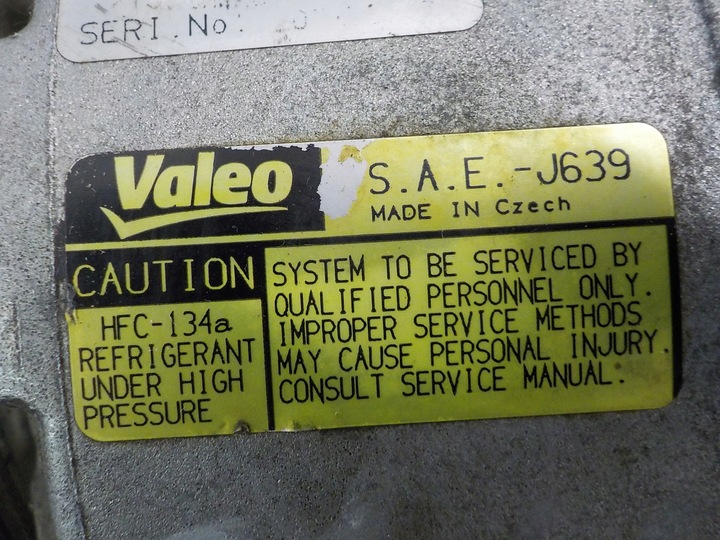 SERI.No.
Valeo
S.A.E.-J639
MADE IN Czech
CAUTION
HFC-134a
REFRIGERANT
UNDER HIGH
PRESSURE
SYSTEM TO BE SERVICED BY
QUALIFIED PERSONNEL ONLY.
IMPROPER SERVICE METHODS
MAY CAUSE PERSONAL INJURY.
CONSULT SERVICE MANUAL.